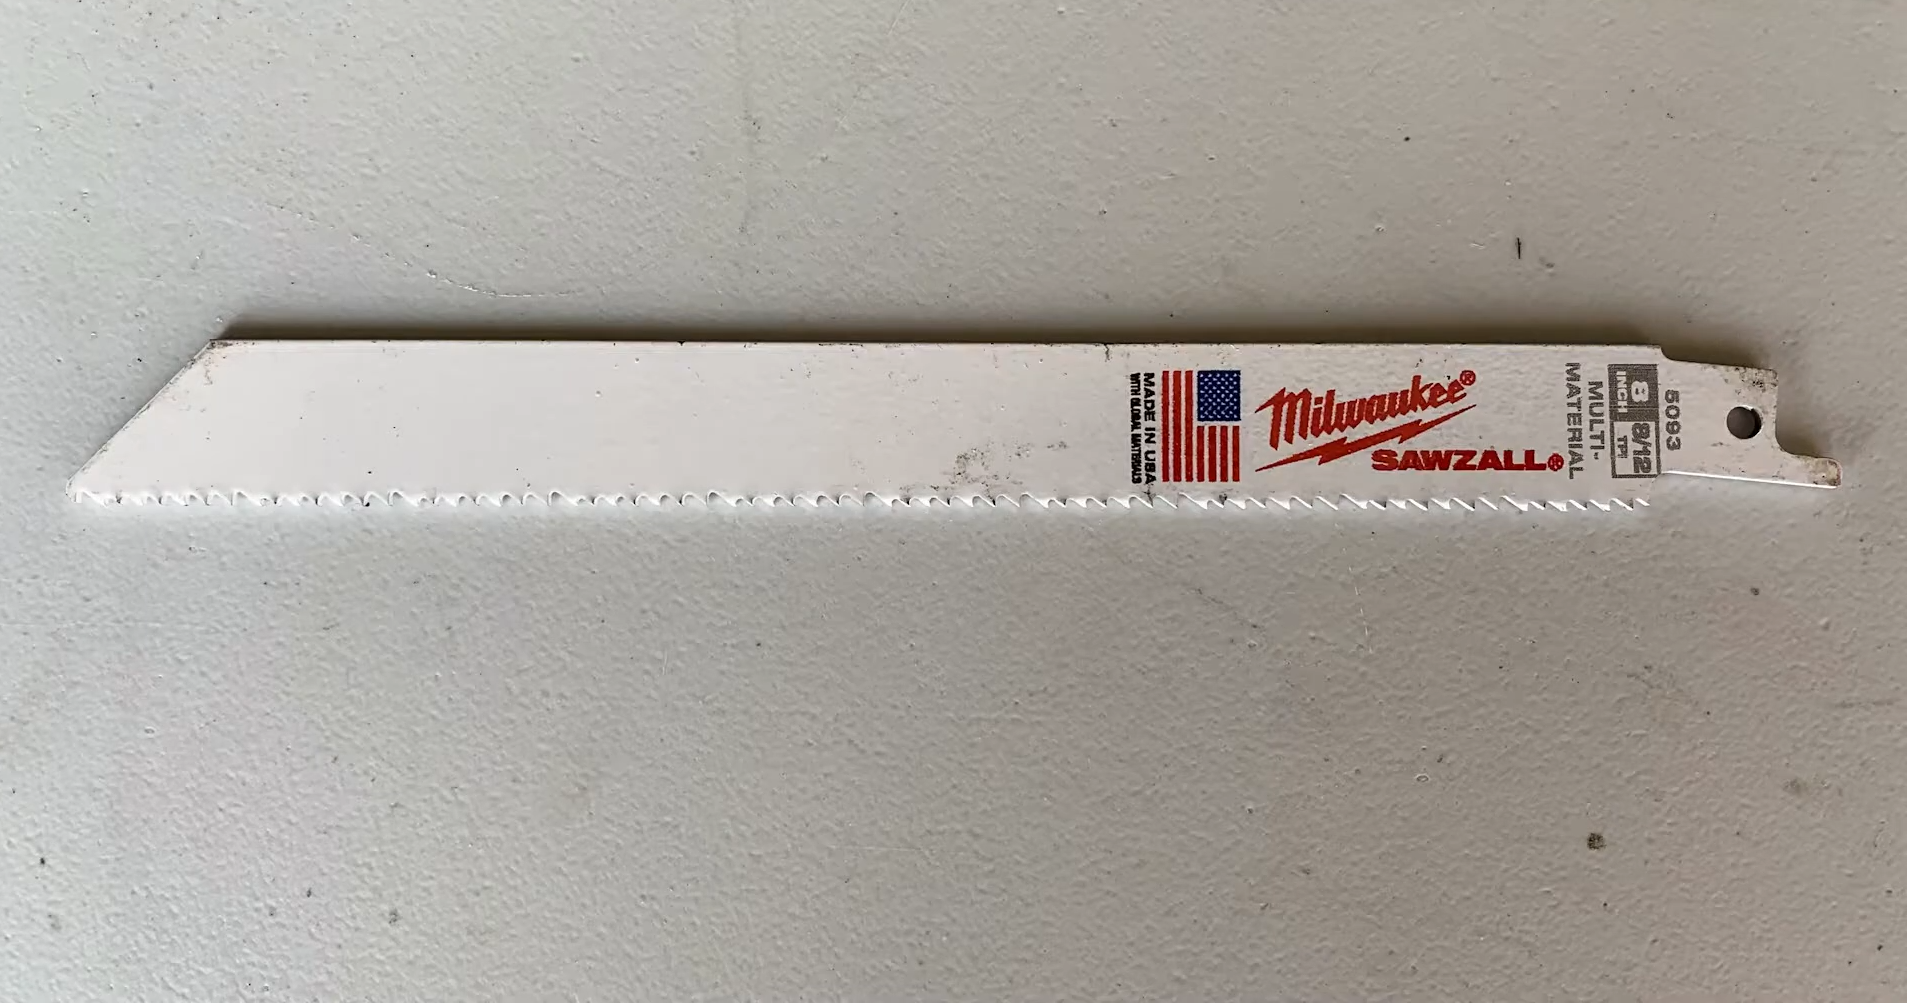 MADE IN USA
WITH GLOBAL MATERIALS
Milwaukee®
SAWZALL®
MULTI-
MATERIAL
8 8/12
INCH TPI
5093